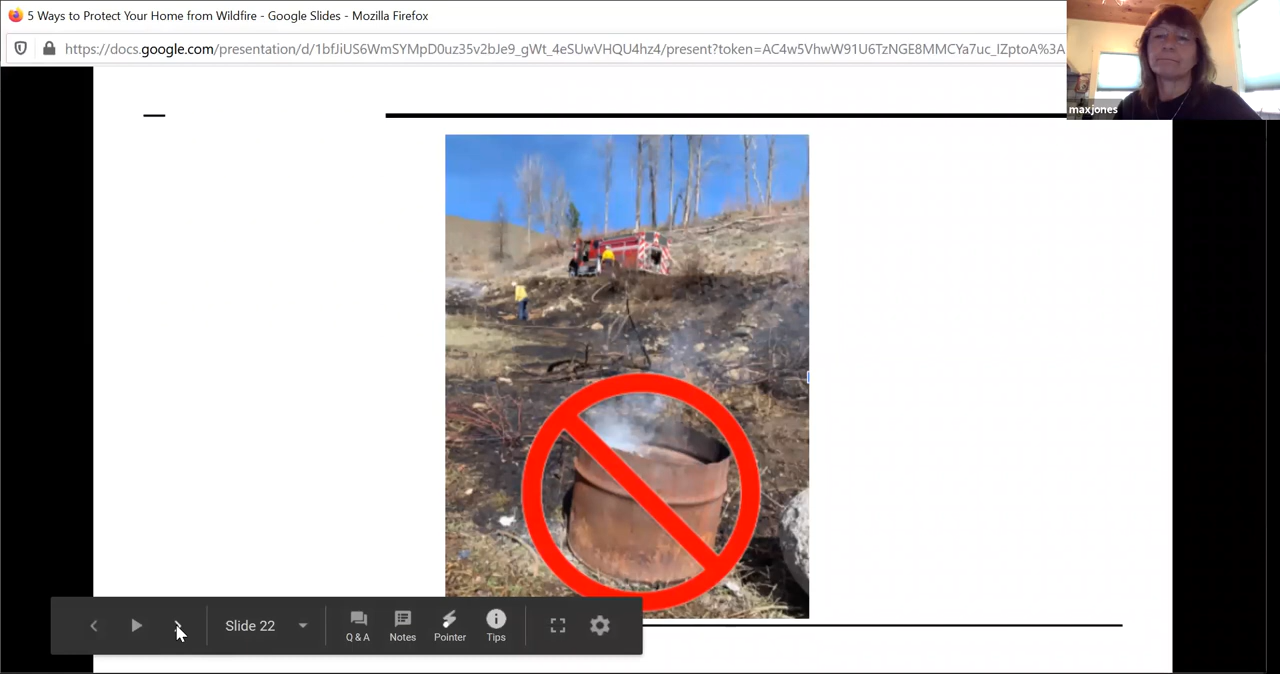 5 Ways to Protect Your Home from Wildfire - Google Slides - Mozilla Firefox
https://docs.google.com/presentation/d/1bfJiUS6WmSYMpD0uz35v2bJe9_gWt_4eSUwVHQU4hz4/present?token=AC4w5VhwW91U6TzNGE8MMCYa7uc_IZptoA%3A
maxjones
Slide 22
Q & A
Notes
Pointer
Tips